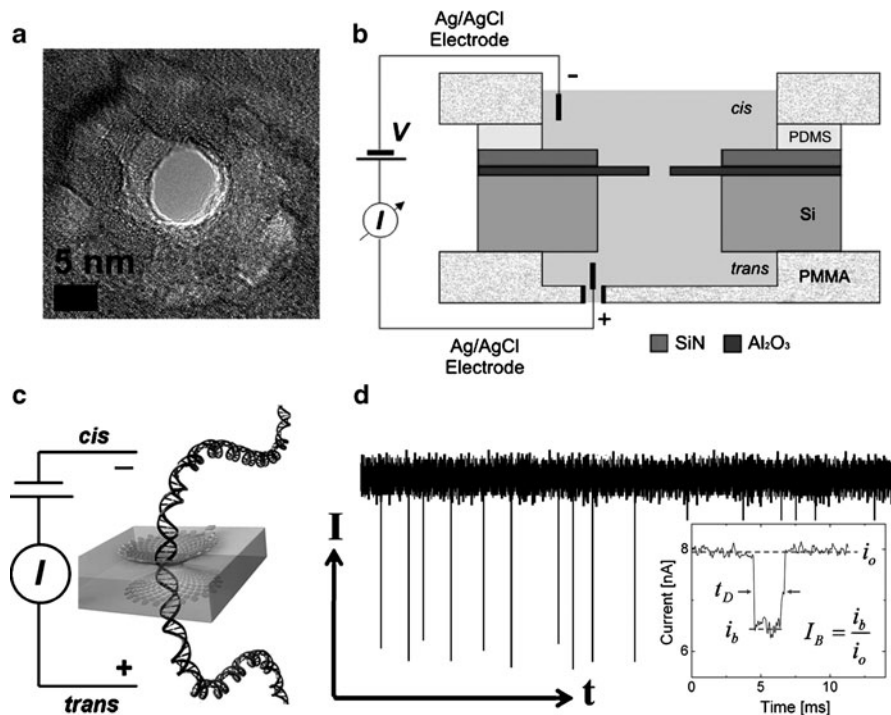 a
5 nm
b
Ag/AgCl
Electrode
–
cis
V
PDMS
I
Si
trans
PMMA
+
Ag/AgCl
Electrode
SiN
Al₂O₃
c
cis
–
I
+
trans
d
I
t
8
6
Current [nA]
i_o
t_D
i_b
I_B = i_b / i_o
0 5 10
Time [ms]